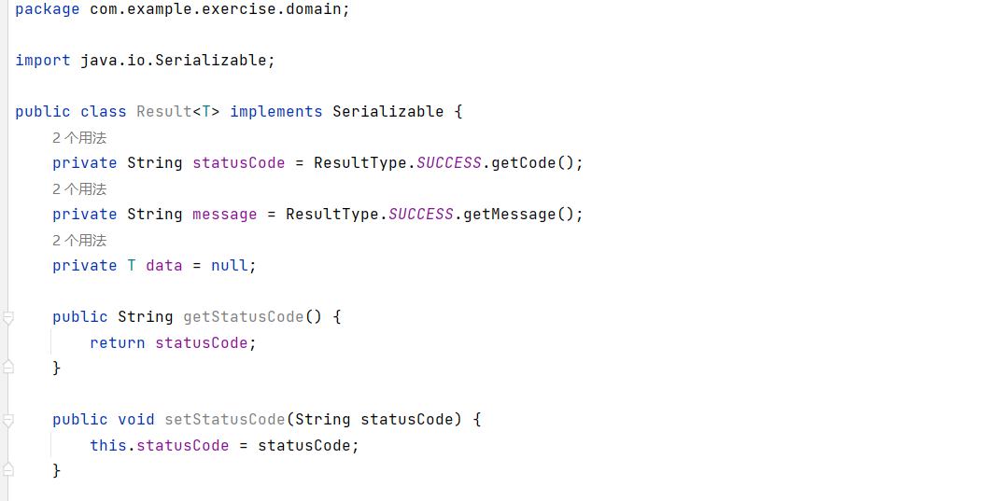 package com.example.exercise.domain;
import java.io.Serializable;
public class Result<T> implements Serializable {
2 个用法
private String statusCode = ResultType.SUCCESS.getCode();
2 个用法
private String message = ResultType.SUCCESS.getMessage();
2 个用法
private T data = null;
public String getStatusCode() {
return statusCode;
}
public void setStatusCode(String statusCode) {
this.statusCode = statusCode;
}